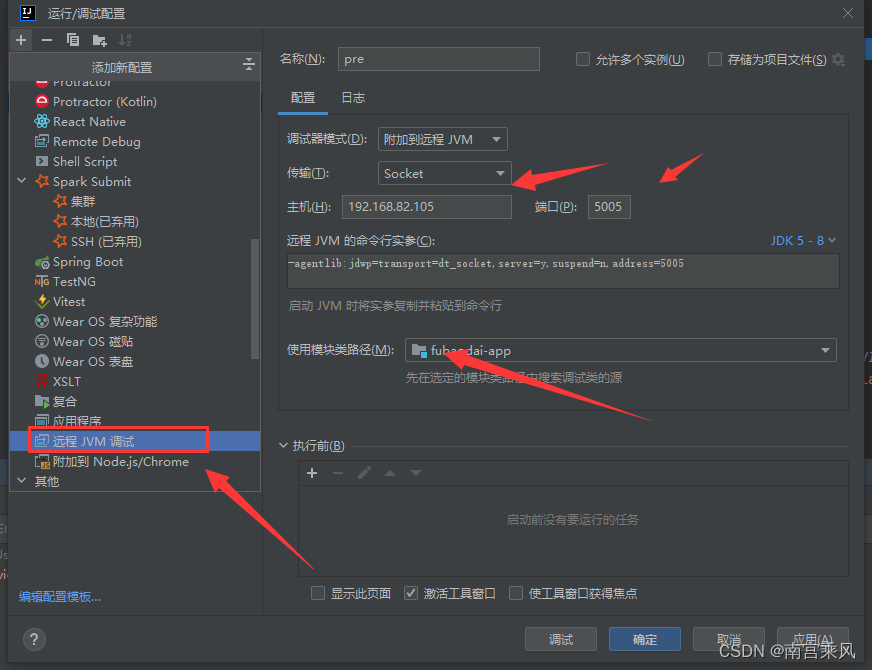 运行/调试配置
添加新配置
Protractor
Protractor (Kotlin)
React Native
Remote Debug
Shell Script
Spark Submit
集群
本地(已弃用)
SSH (已弃用)
Spring Boot
TestNG
Vitest
Wear OS 复杂功能
Wear OS 磁贴
Wear OS 表盘
XSLT
复合
应用程序
远程 JVM 调试
附加到 Node.js/Chrome
其他
编辑配置模板...
名称(N): pre 允许多个实例(U) 存储为项目文件(S)
配置 日志
调试器模式(D): 附加到远程 JVM
传输(T): Socket
主机(H): 192.168.82.105 端口(P): 5005
远程 JVM 的命令行实参(C): JDK 5 - 8
-agentlib:jdwp=transport=dt_socket,server=y,suspend=n,address=5005
启动 JVM 时将实参复制并粘贴到命令行
使用模块类路径(M): fubaodai-app
先在选定的模块类路径中搜索调试类的源
执行前(B)
启动前没有要运行的任务
显示此页面 激活工具窗口 使工具窗口获得焦点
? 调试 确定 取消 应用(A)
CSDN @南宫乘风